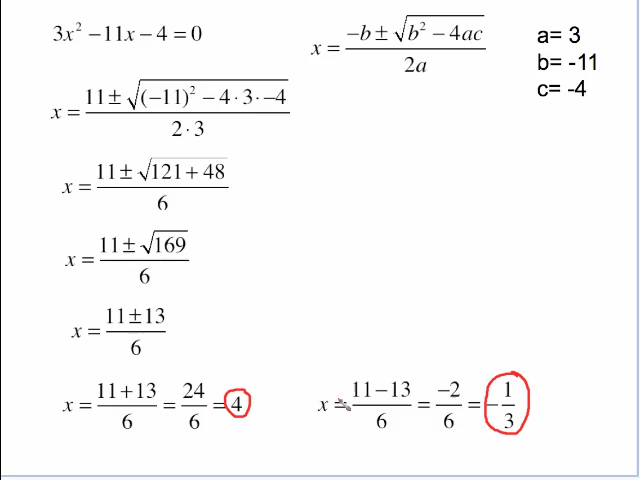 3x² − 11x − 4 = 0
x = (−b ± √(b² − 4ac)) / 2a
a= 3
b= -11
c= -4
x = (11 ± √((−11)² − 4 · 3 · −4)) / (2 · 3)
x = (11 ± √(121 + 48)) / 6
x = (11 ± √169) / 6
x = (11 ± 13) / 6
x = (11 + 13) / 6 = 24 / 6 = 4
x = (11 − 13) / 6 = −2 / 6 = −1 / 3